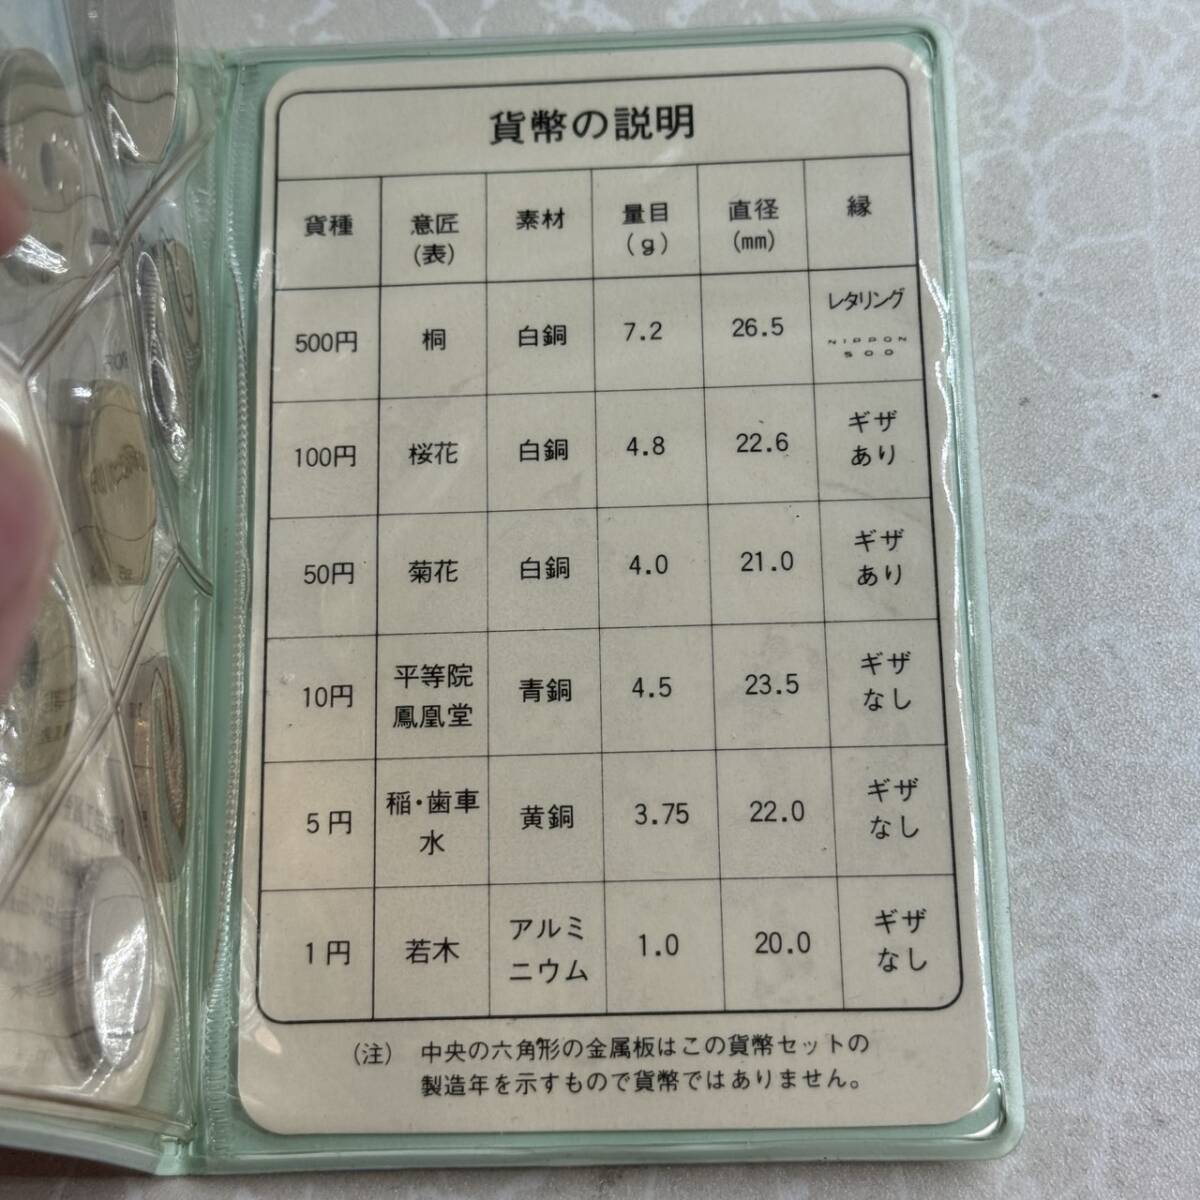 貨幣の説明
貨種 意匠(表) 素材 量目(g) 直径(mm) 縁
500円 桐 白銅 7.2 26.5 レタリング NIPPON 500
100円 桜花 白銅 4.8 22.6 ギザあり
50円 菊花 白銅 4.0 21.0 ギザあり
10円 平等院鳳凰堂 青銅 4.5 23.5 ギザなし
5円 稲・歯車水 黄銅 3.75 22.0 ギザなし
1円 若木 アルミニウム 1.0 20.0 ギザなし
(注) 中央の六角形の金属板はこの貨幣セットの
製造年を示すもので貨幣ではありません。